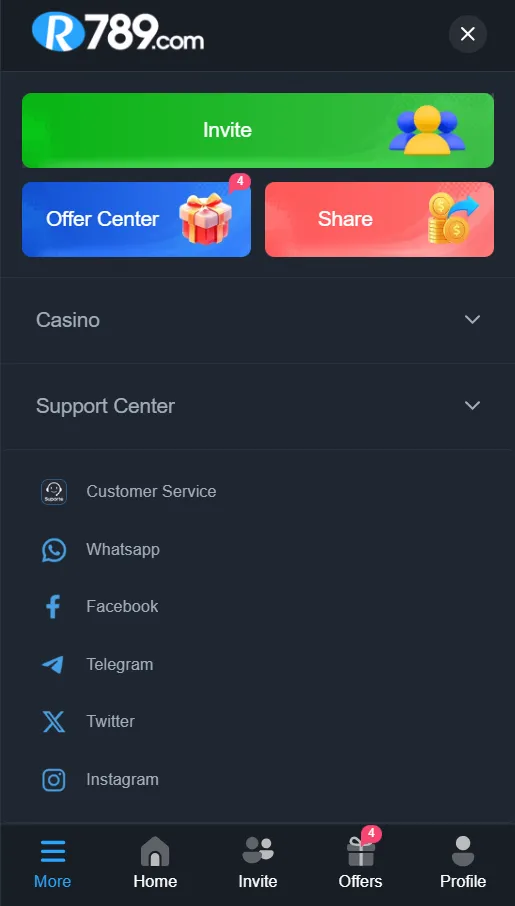 R789.com
Invite
Offer Center
4
Share
Casino
Support Center
Suporte
Customer Service
Whatsapp
Facebook
Telegram
Twitter
Instagram
4
More
Home
Invite
Offers
Profile